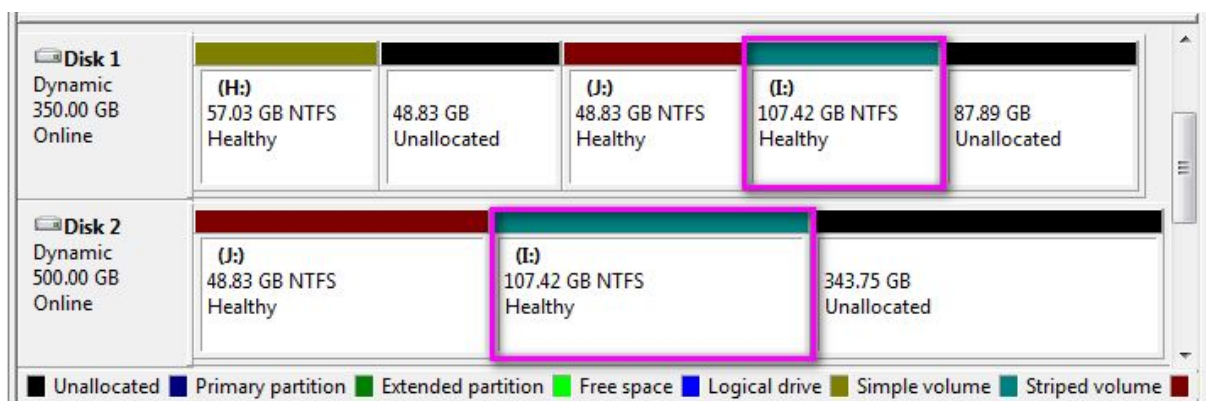 Disk 1
Dynamic
350.00 GB
Online
(H:)
57.03 GB NTFS
Healthy
48.83 GB
Unallocated
(J:)
48.83 GB NTFS
Healthy
(I:)
107.42 GB NTFS
Healthy
87.89 GB
Unallocated
Disk 2
Dynamic
500.00 GB
Online
(J:)
48.83 GB NTFS
Healthy
(I:)
107.42 GB NTFS
Healthy
343.75 GB
Unallocated
Unallocated Primary partition Extended partition Free space Logical drive Simple volume Striped volume